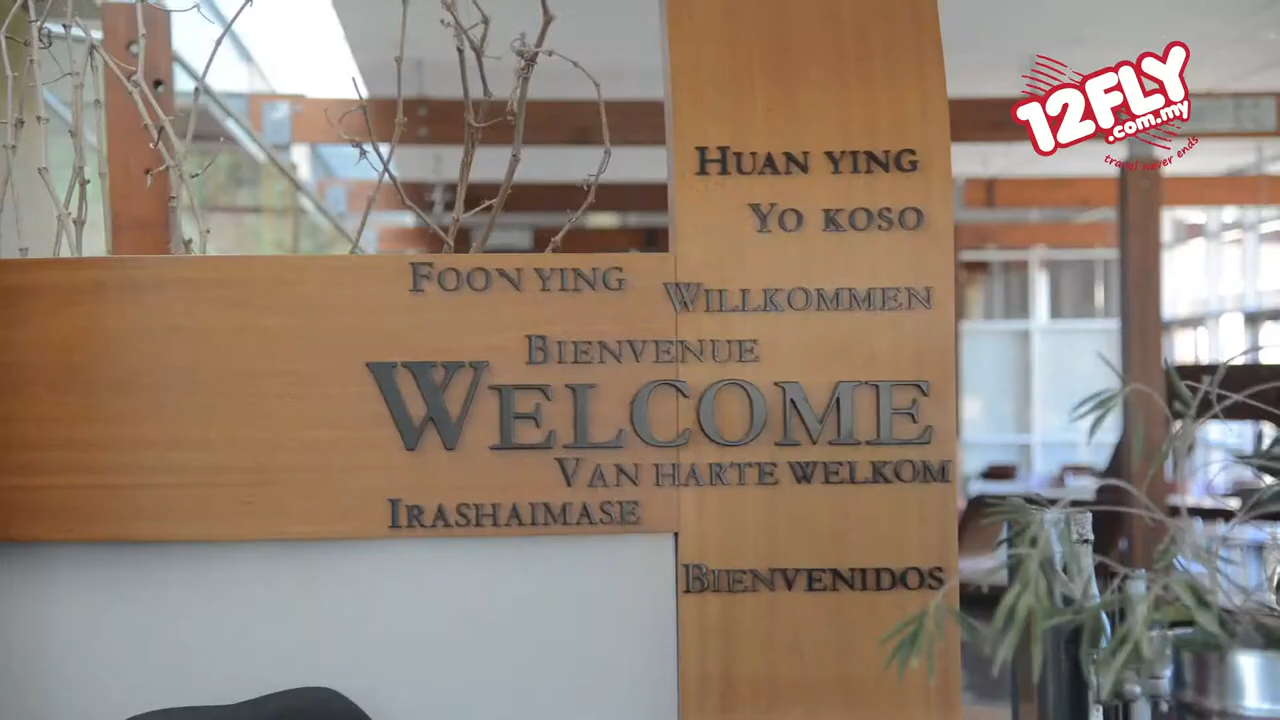 12FLY
.com.my
travel never ends
HUAN YING
YO KOSO
FOON YING
WILLKOMMEN
BIENVENUE
WELCOME
VAN HARTE WELKOM
IRASHAIMASE
BIENVENIDOS